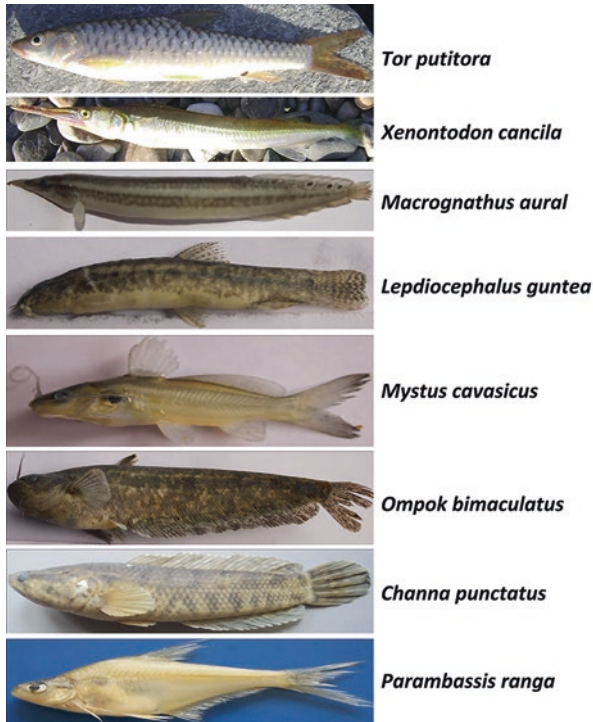 Tor putitora
Xenontodon cancila
Macrognathus aural
Lepdiocephalus guntea
Mystus cavasicus
Ompok bimaculatus
Channa punctatus
Parambassis ranga